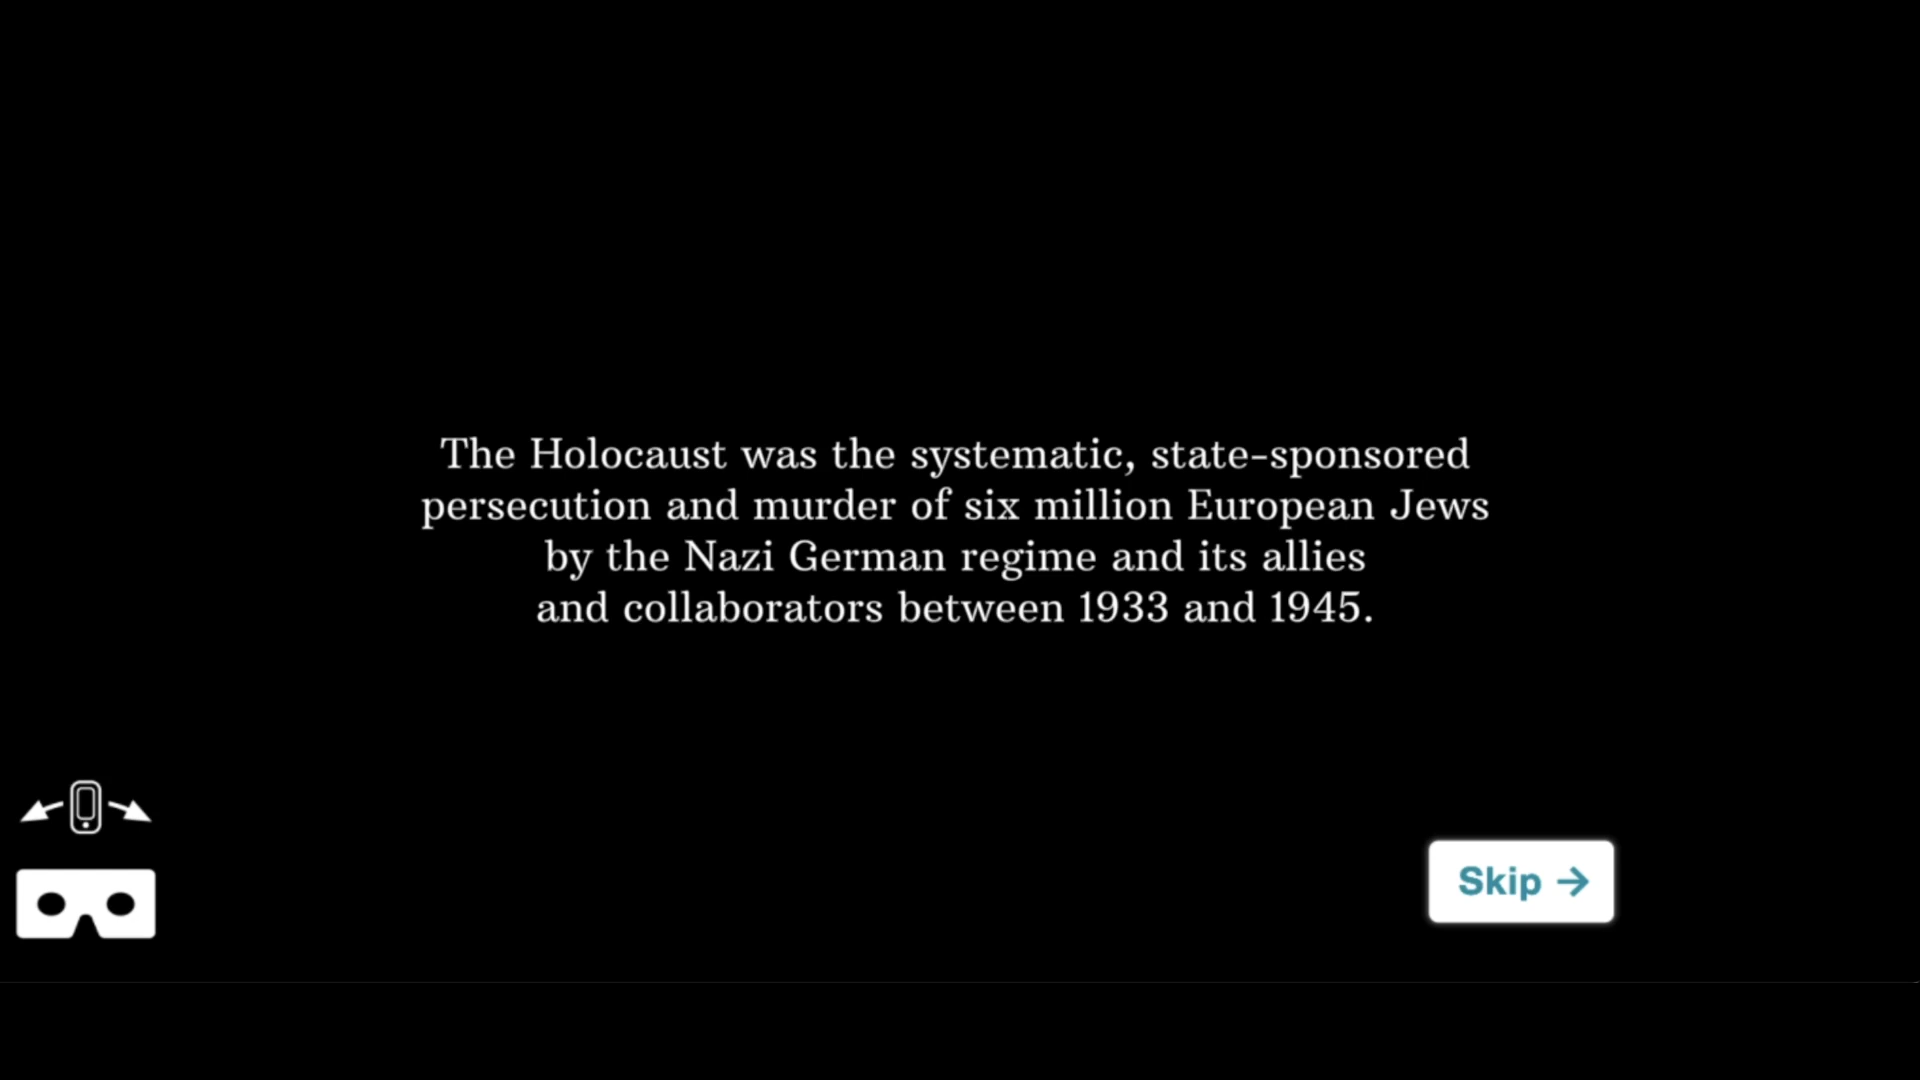 The Holocaust was the systematic, state-sponsored
persecution and murder of six million European Jews
by the Nazi German regime and its allies
and collaborators between 1933 and 1945.
Skip →